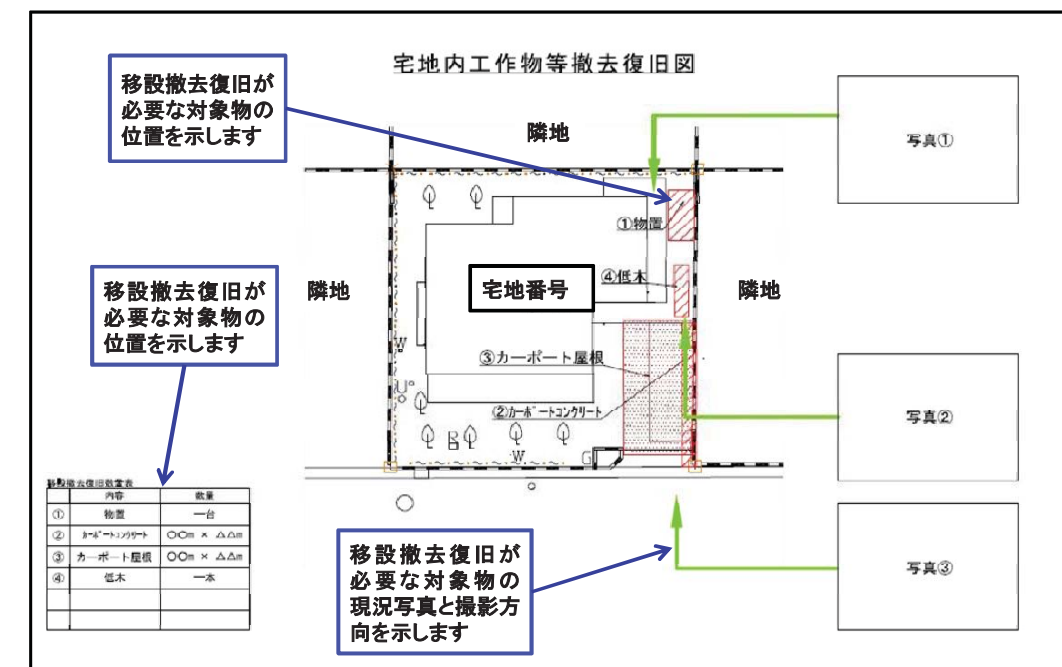 宅地内工作物等撤去復旧図
移設撤去復旧が
必要な対象物の
位置を示します
隣地
写真①
①物置
④低木
隣地
宅地番号
隣地
移設撤去復旧が
必要な対象物の
位置を示します
③カーポート屋根
W
②カーポートコンクリート
写真②
W
G
移設撤去復旧数量表
内容 数量
① 物置 一台
② カーポートコンクリート 〇〇m × △△m
③ カーポート屋根 〇〇m × △△m
④ 低木 一本
移設撤去復旧が
必要な対象物の
現況写真と撮影方
向を示します
写真③